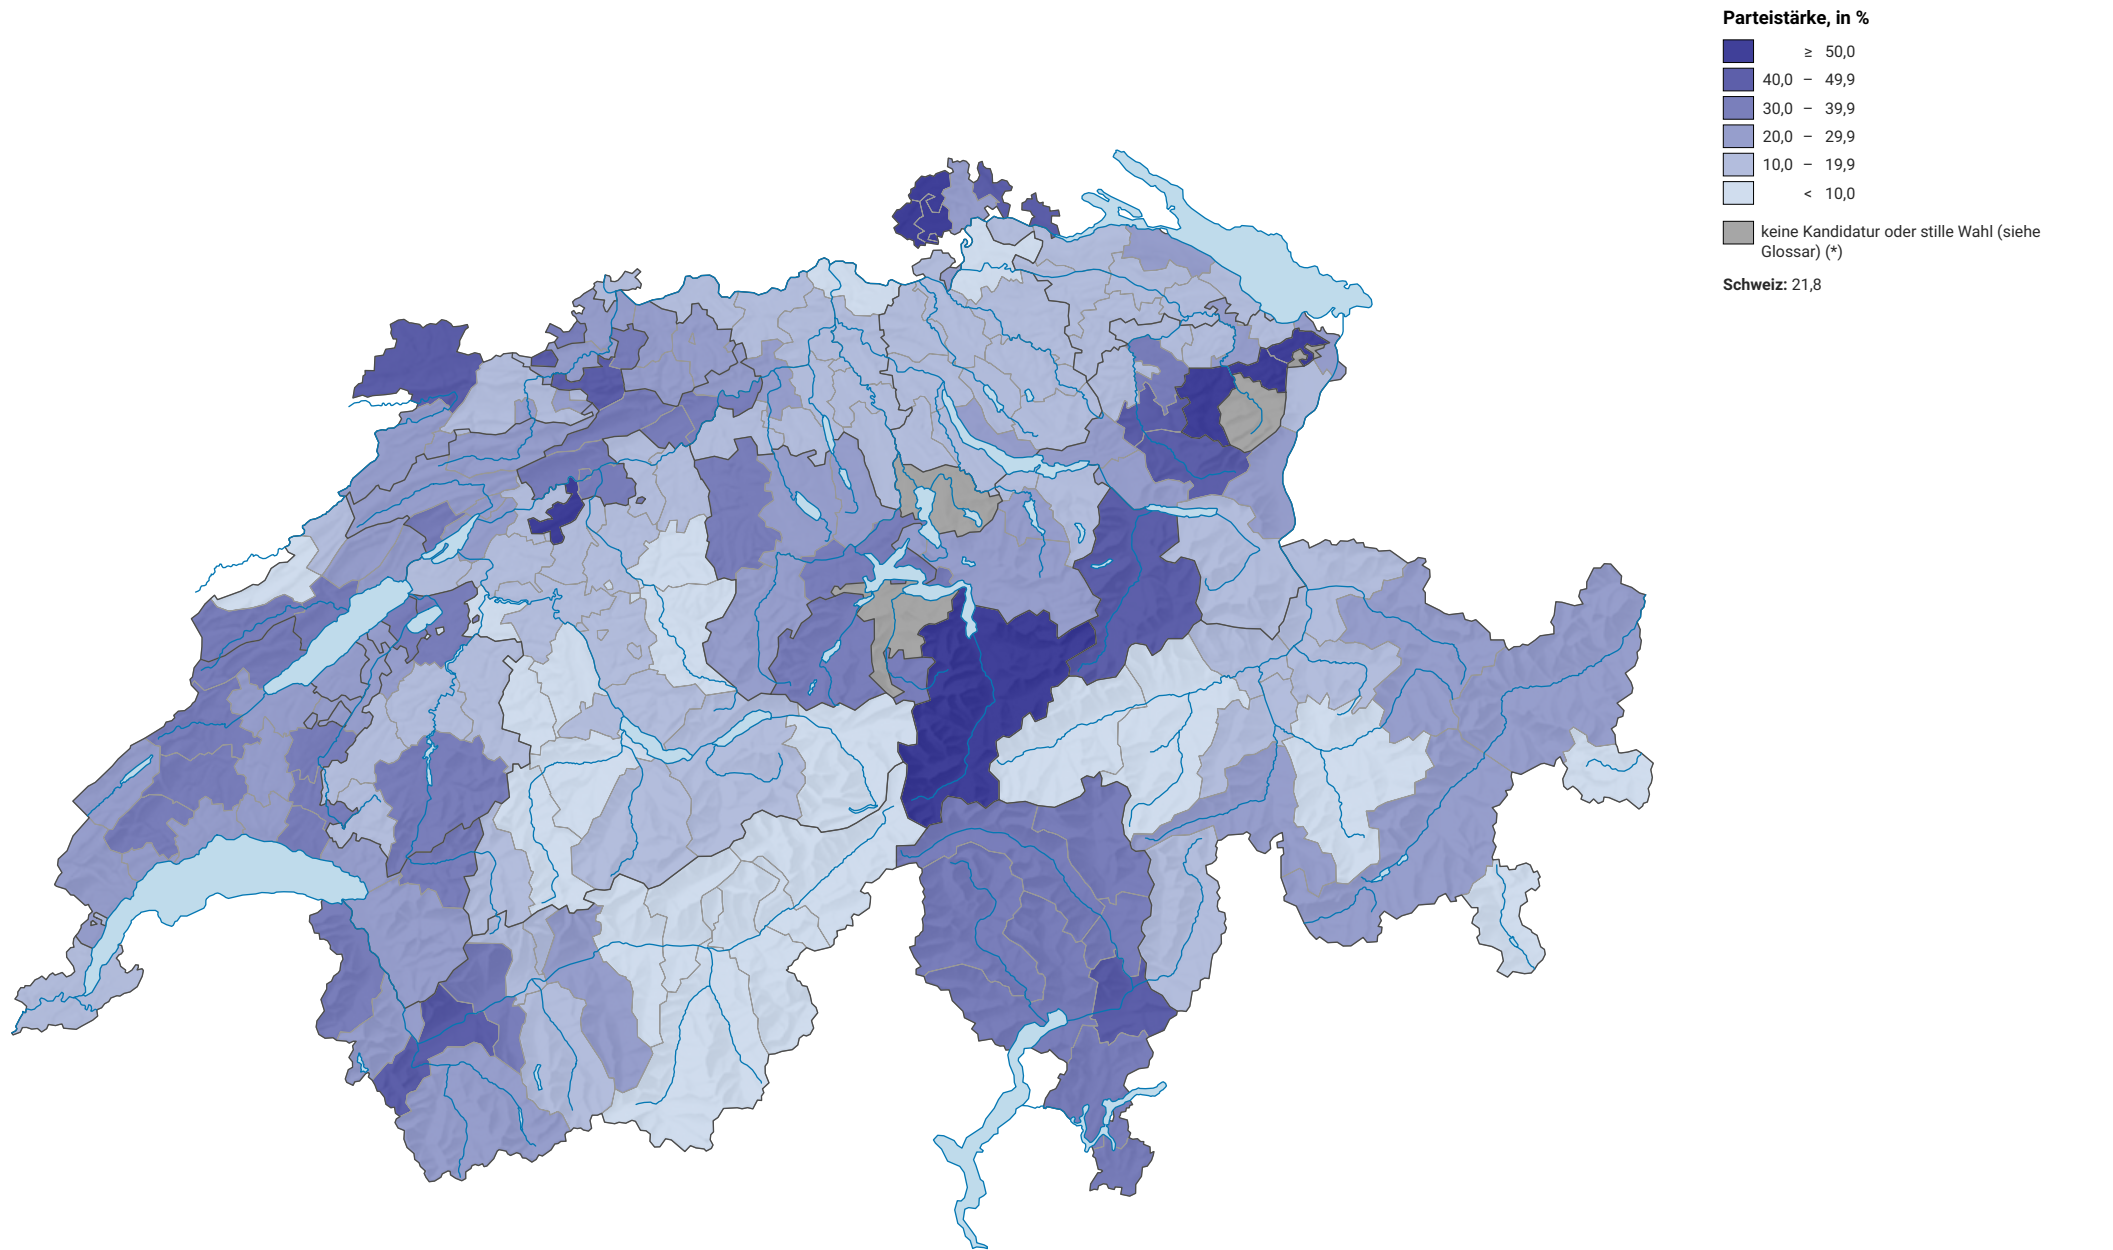 Parteistärke, in %
≥ 50,0
40,0 – 49,9
30,0 – 39,9
20,0 – 29,9
10,0 – 19,9
< 10,0
keine Kandidatur oder stille Wahl (siehe
Glossar) (*)
Schweiz: 21,8